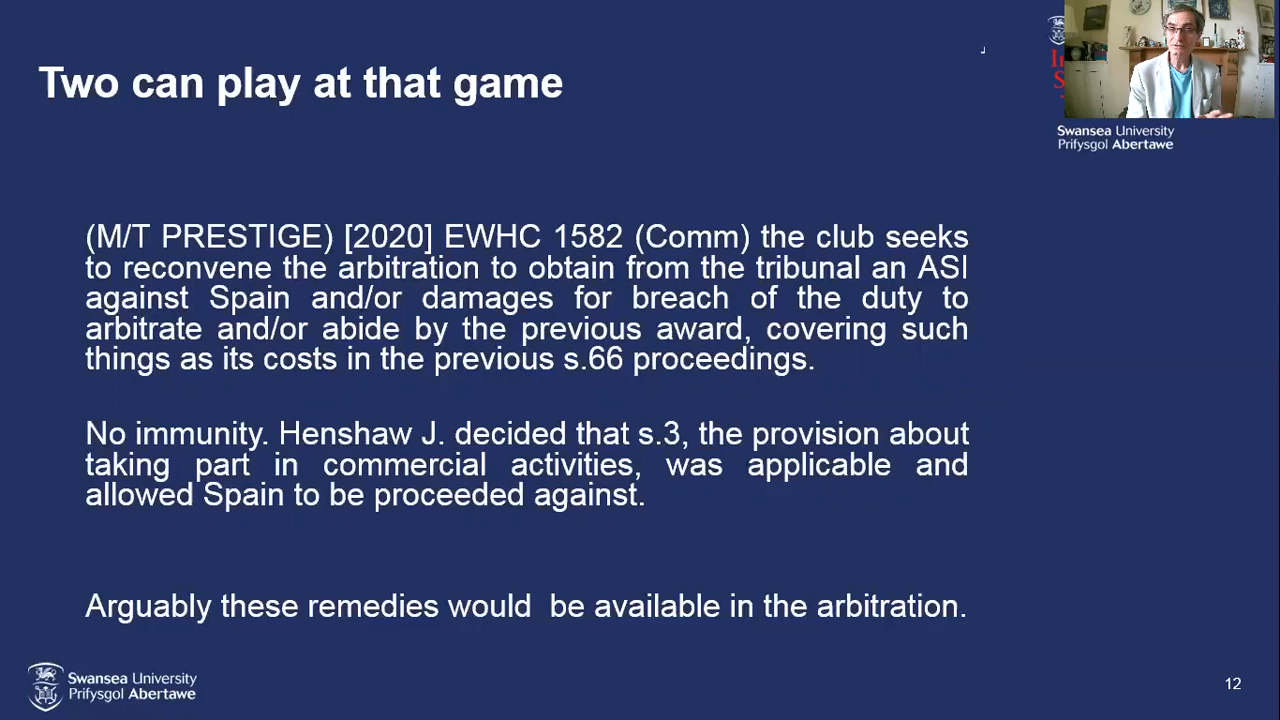 Two can play at that game
Swansea University
Prifysgol Abertawe
(M/T PRESTIGE) [2020] EWHC 1582 (Comm) the club seeks
to reconvene the arbitration to obtain from the tribunal an ASI
against Spain and/or damages for breach of the duty to
arbitrate and/or abide by the previous award, covering such
things as its costs in the previous s.66 proceedings.
No immunity. Henshaw J. decided that s.3, the provision about
taking part in commercial activities, was applicable and
allowed Spain to be proceeded against.
Arguably these remedies would  be available in the arbitration.
Swansea University
Prifysgol Abertawe
12